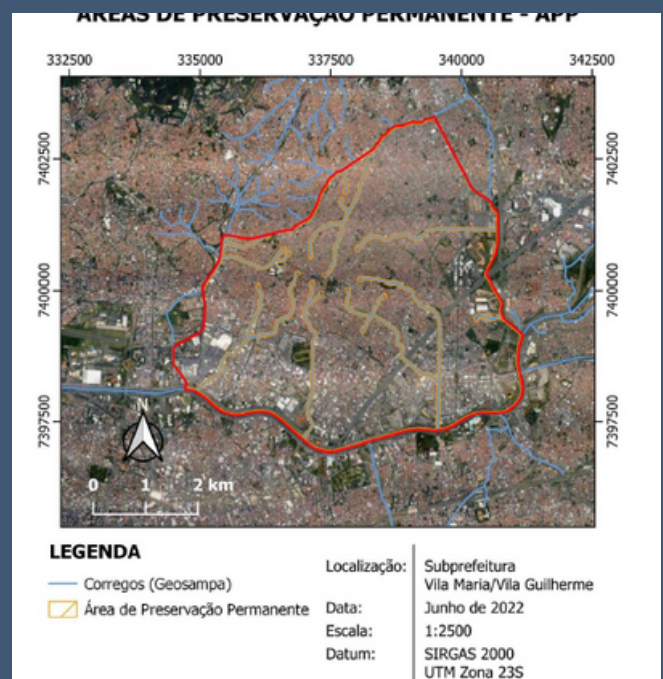 ÁREAS DE PRESERVAÇÃO PERMANENTE - APP
332500 335000 337500 340000 342500
7402500 7402500
7400000 7400000
7397500 7397500
N
0 1 2 km
LEGENDA
Corregos (Geosampa)
Área de Preservação Permanente
Localização: Subprefeitura
Vila Maria/Vila Guilherme
Data: Junho de 2022
Escala: 1:2500
Datum: SIRGAS 2000
UTM Zona 23S